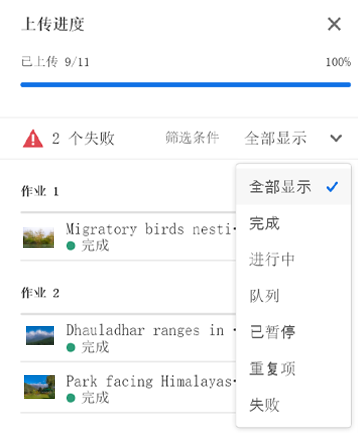 上传进度
已上传 9/11 100%
2 个失败 筛选条件 全部显示
全部显示
完成
进行中
队列
已暂停
重复项
失败
作业 1
Migratory birds nesti
完成
作业 2
Dhauladhar ranges in
完成
Park facing Himalayas
完成